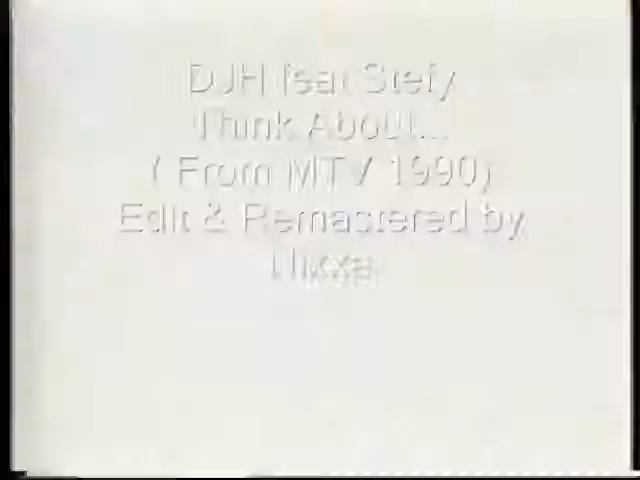 DJH feat Stefy
Think About...
( From MTV 1990)
Edit & Remastered by